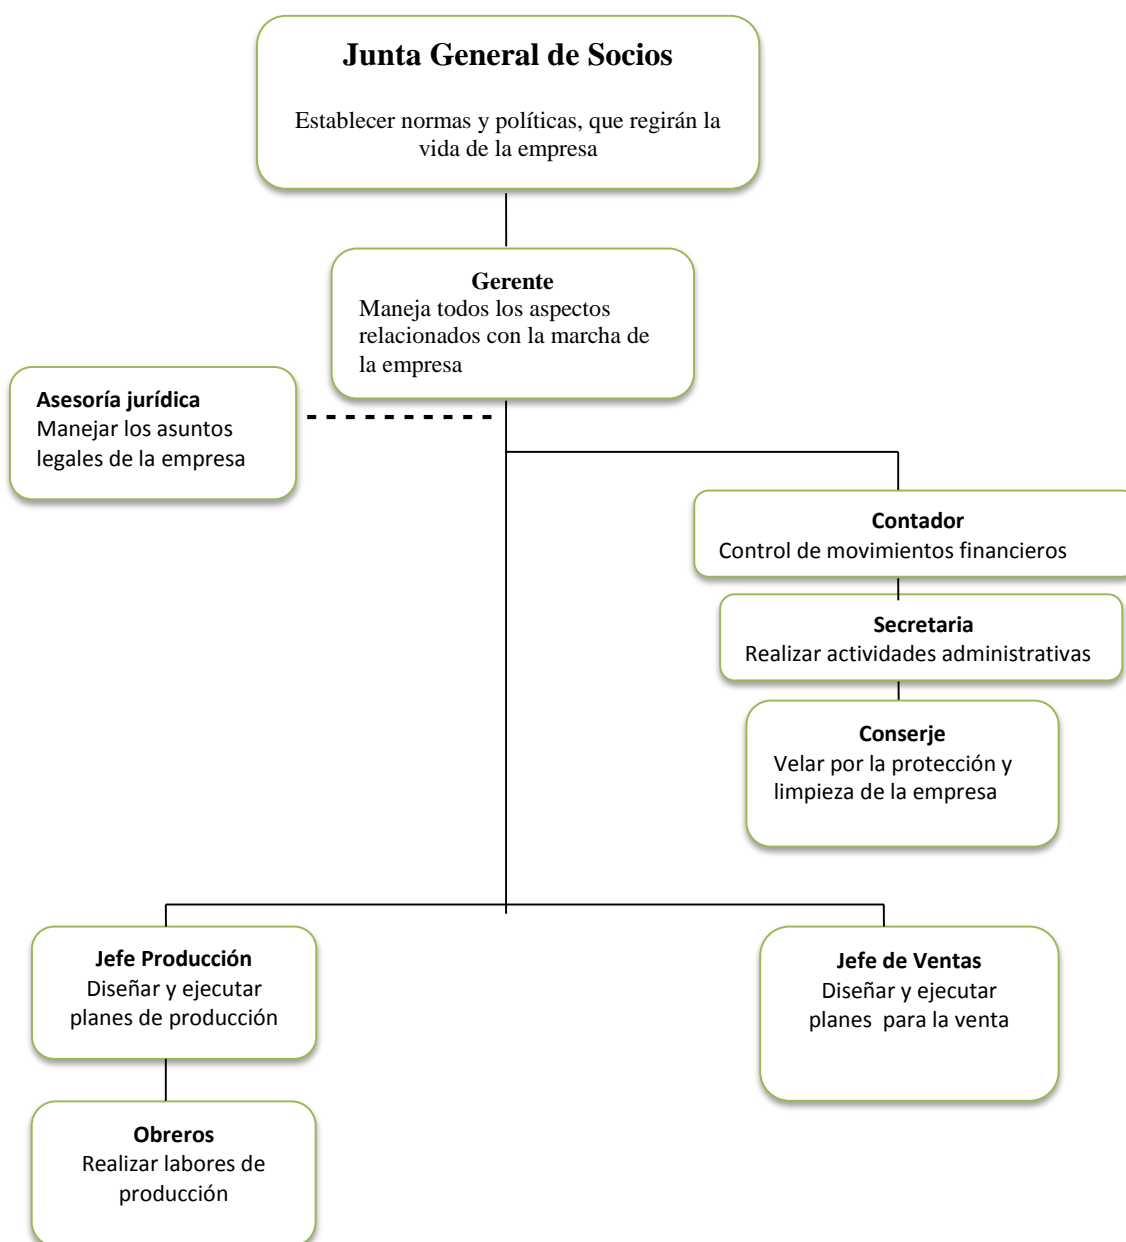 Junta General de Socios
Establecer normas y políticas, que regirán la
vida de la empresa
Gerente
Maneja todos los aspectos
relacionados con la marcha de
la empresa
Asesoría jurídica
Manejar los asuntos
legales de la empresa
Contador
Control de movimientos financieros
Secretaria
Realizar actividades administrativas
Conserje
Velar por la protección y
limpieza de la empresa
Jefe Producción
Diseñar y ejecutar
planes de producción
Jefe de Ventas
Diseñar y ejecutar
planes  para la venta
Obreros
Realizar labores de
producción